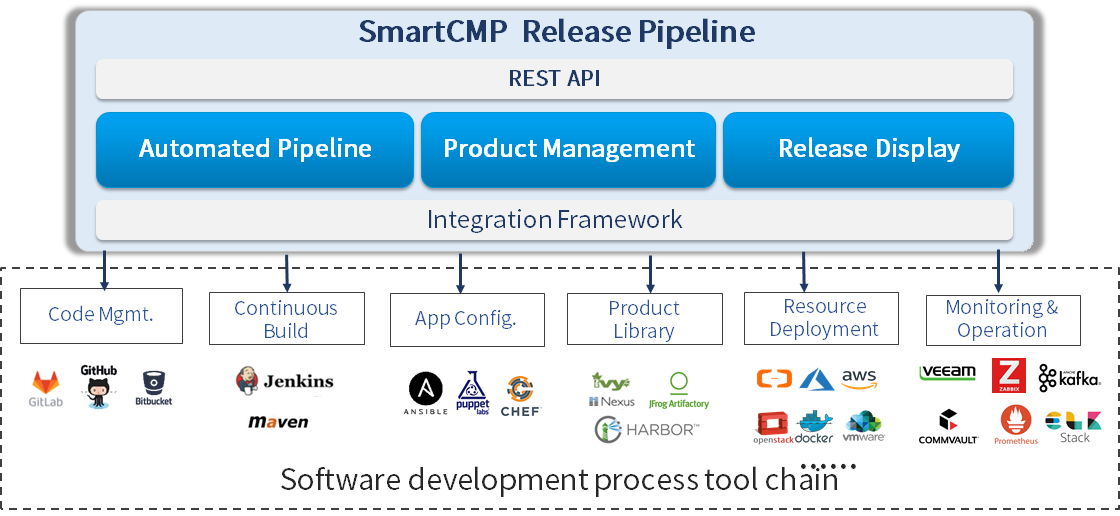 SmartCMP Release Pipeline
REST API
Automated Pipeline
Product Management
Release Display
Integration Framework
Code Mgmt.
Continuous
Build
App Config.
Product
Library
Resource
Deployment
Monitoring &
Operation
GitLab
GitHub
Bitbucket
Jenkins
maven
ANSIBLE
puppet
labs
CHEF
ivy
Nexus
JFrog Artifactory
HARBOR™
aws
openstack
docker
vmware
veeam
Z
ZABBIX
APACHE
kafka
COMMVAULT
Prometheus
ELK
Stack
......
Software development process tool chain